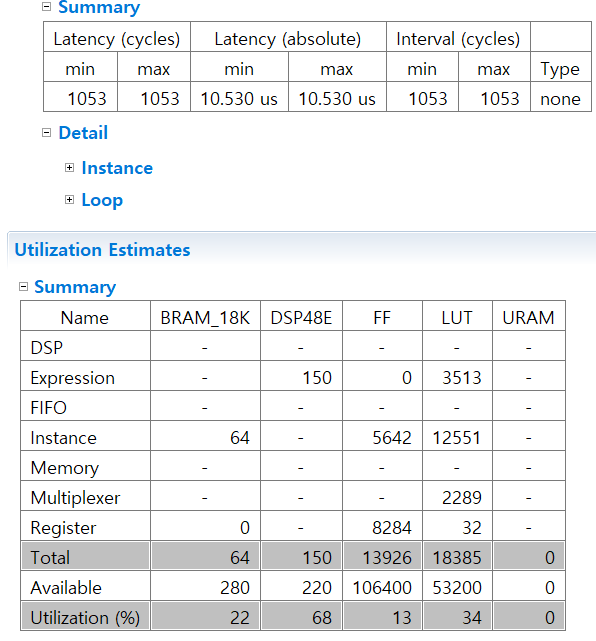 Summary
Latency (cycles) Latency (absolute) Interval (cycles)
min max min max min max Type
1053 1053 10.530 us 10.530 us 1053 1053 none
Detail
Instance
Loop
Utilization Estimates
Summary
Name BRAM_18K DSP48E FF LUT URAM
DSP - - - - -
Expression - 150 0 3513 -
FIFO - - - - -
Instance 64 - 5642 12551 -
Memory - - - - -
Multiplexer - - - 2289 -
Register 0 - 8284 32 -
Total 64 150 13926 18385 0
Available 280 220 106400 53200 0
Utilization (%) 22 68 13 34 0